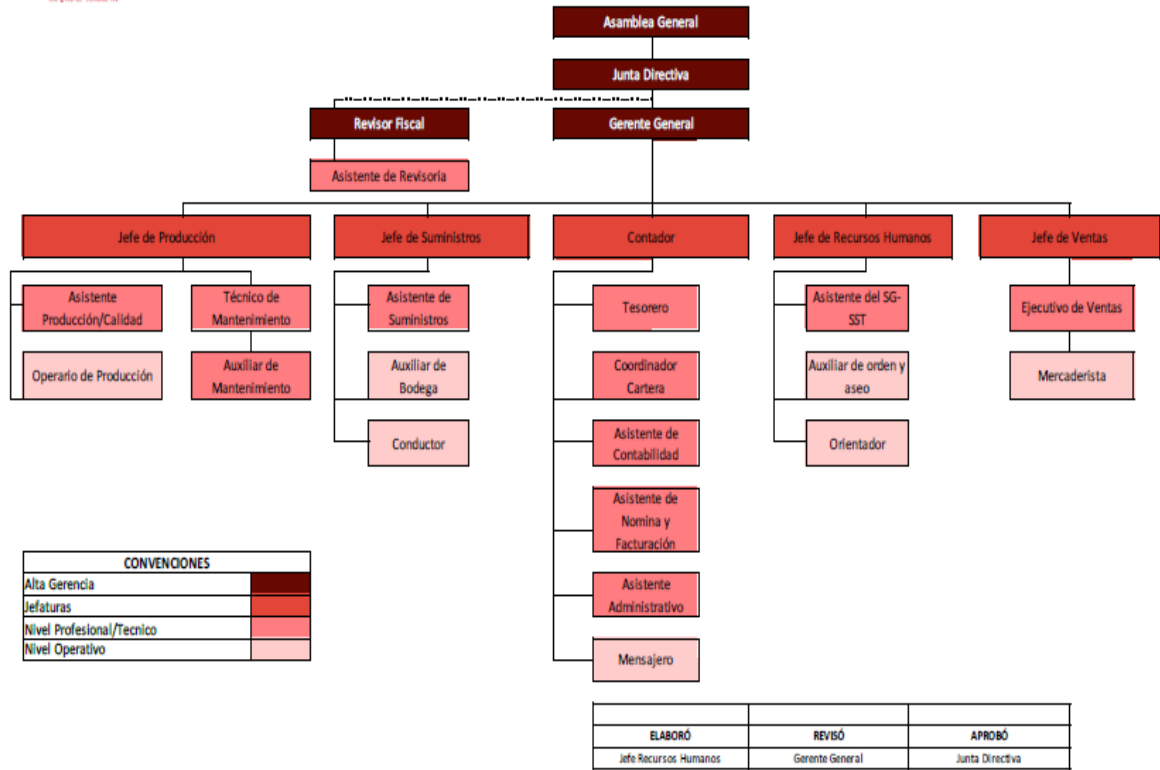 Asamblea General
Junta Directiva
Revisor Fiscal
Gerente General
Asistente de Revisoria
Jefe de Producción
Jefe de Suministros
Contador
Jefe de Recursos Humanos
Jefe de Ventas
Asistente
Producción/Calidad
Técnico de
Mantenimiento
Asistente de
Suministros
Tesorero
Asistente del SG-
SST
Ejecutivo de Ventas
Operario de Producción
Auxiliar de
Mantenimiento
Auxiliar de
Bodega
Coordinador
Cartera
Auxiliar de orden y
aseo
Mercaderista
Conductor
Asistente de
Contabilidad
Orientador
Asistente de
Nomina y
Facturación
Asistente
Administrativo
Mensajero
CONVENCIONES
Alta Gerencia
Jefaturas
Nivel Profesional/Tecnico
Nivel Operativo
ELABORÓ REVISÓ APROBÓ
Jefe Recursos Humanos Gerente General Junta Directiva